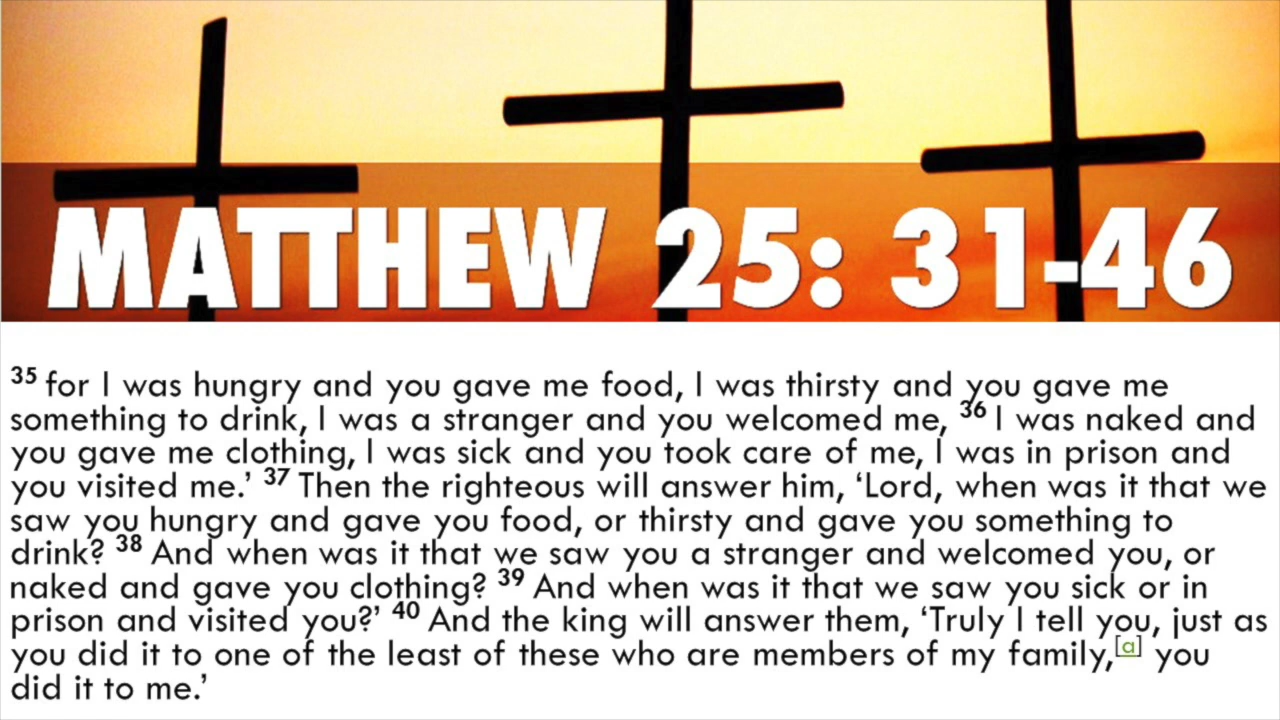 MATTHEW 25: 31-46
35 for I was hungry and you gave me food, I was thirsty and you gave me
something to drink, I was a stranger and you welcomed me, 36 I was naked and
you gave me clothing, I was sick and you took care of me, I was in prison and
you visited me.’ 37 Then the righteous will answer him, ‘Lord, when was it that we
saw you hungry and gave you food, or thirsty and gave you something to
drink? 38 And when was it that we saw you a stranger and welcomed you, or
naked and gave you clothing? 39 And when was it that we saw you sick or in
prison and visited you?’ 40 And the king will answer them, ‘Truly I tell you, just as
you did it to one of the least of these who are members of my family,[a] you
did it to me.’